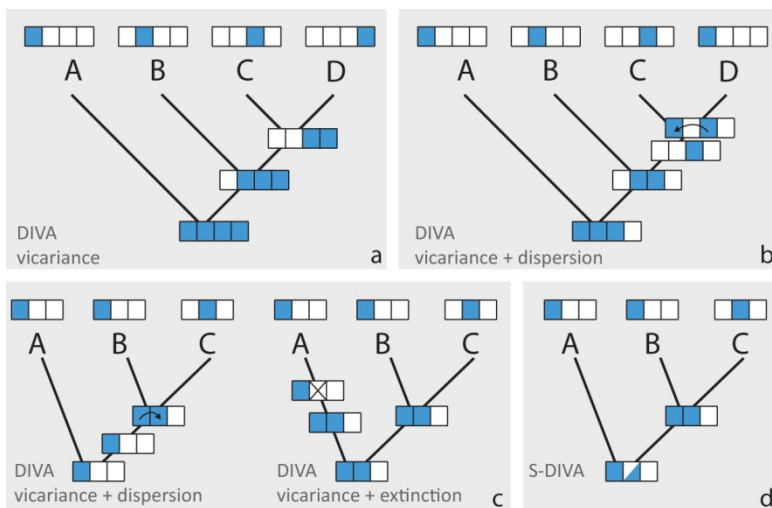 A B C D
DIVA
vicariance
a
A B C D
DIVA
vicariance + dispersion
b
A B C
DIVA
vicariance + dispersion
A B C
DIVA
vicariance + extinction
c
A B C
S-DIVA
d